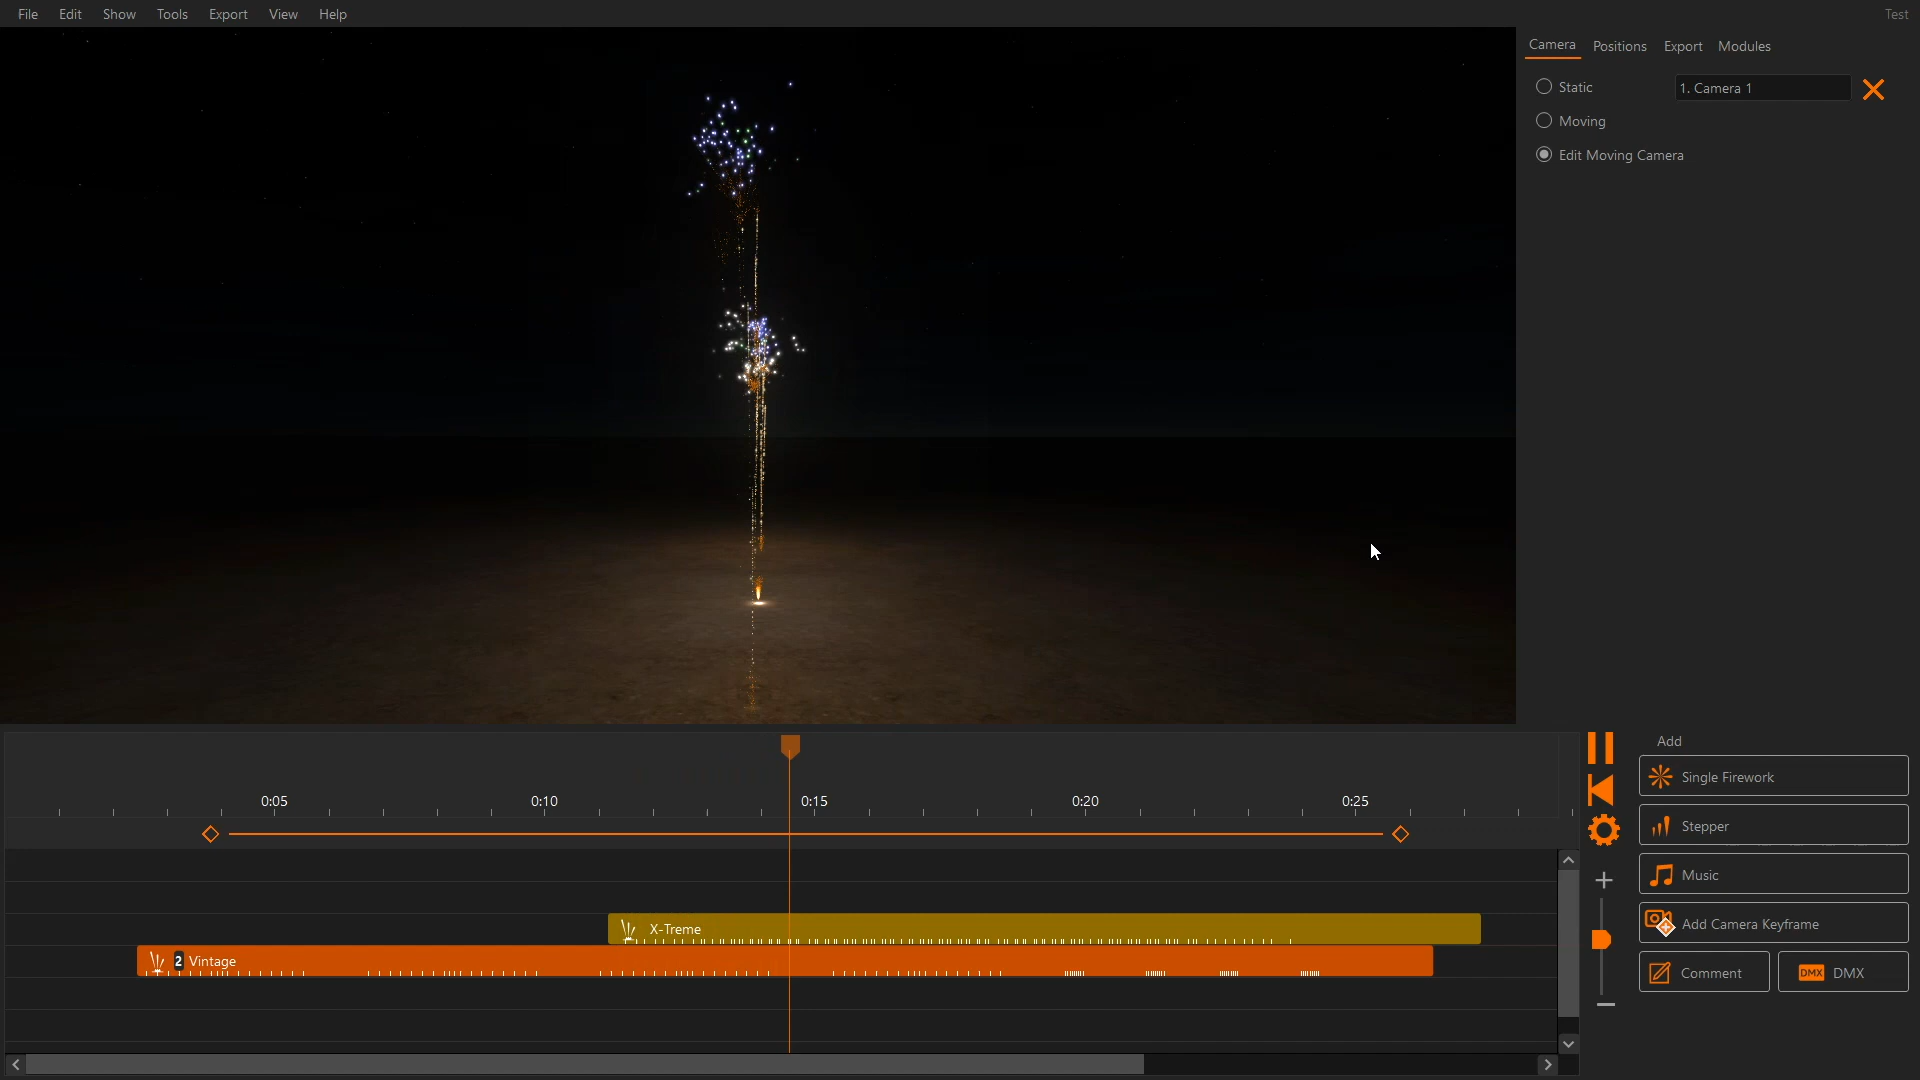 File Edit Show Tools Export View Help Test
Camera Positions Export Modules
Static 1. Camera 1
Moving
Edit Moving Camera
Add
Single Firework
0:05 0:10 0:15 0:20 0:25
Stepper
Music
X-Treme
Add Camera Keyframe
2 Vintage
Comment DMX DMX